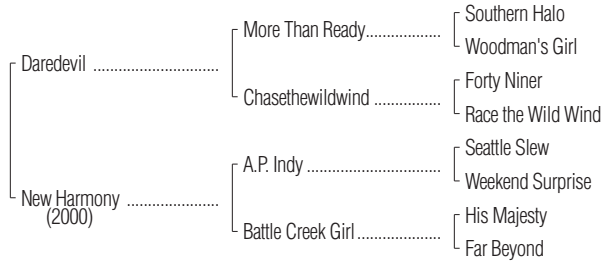 Southern Halo
More Than Ready
Woodman's Girl
Daredevil
Forty Niner
Chasethewildwind
Race the Wild Wind
Seattle Slew
A.P. Indy
Weekend Surprise
New Harmony
(2000)
His Majesty
Battle Creek Girl
Far Beyond